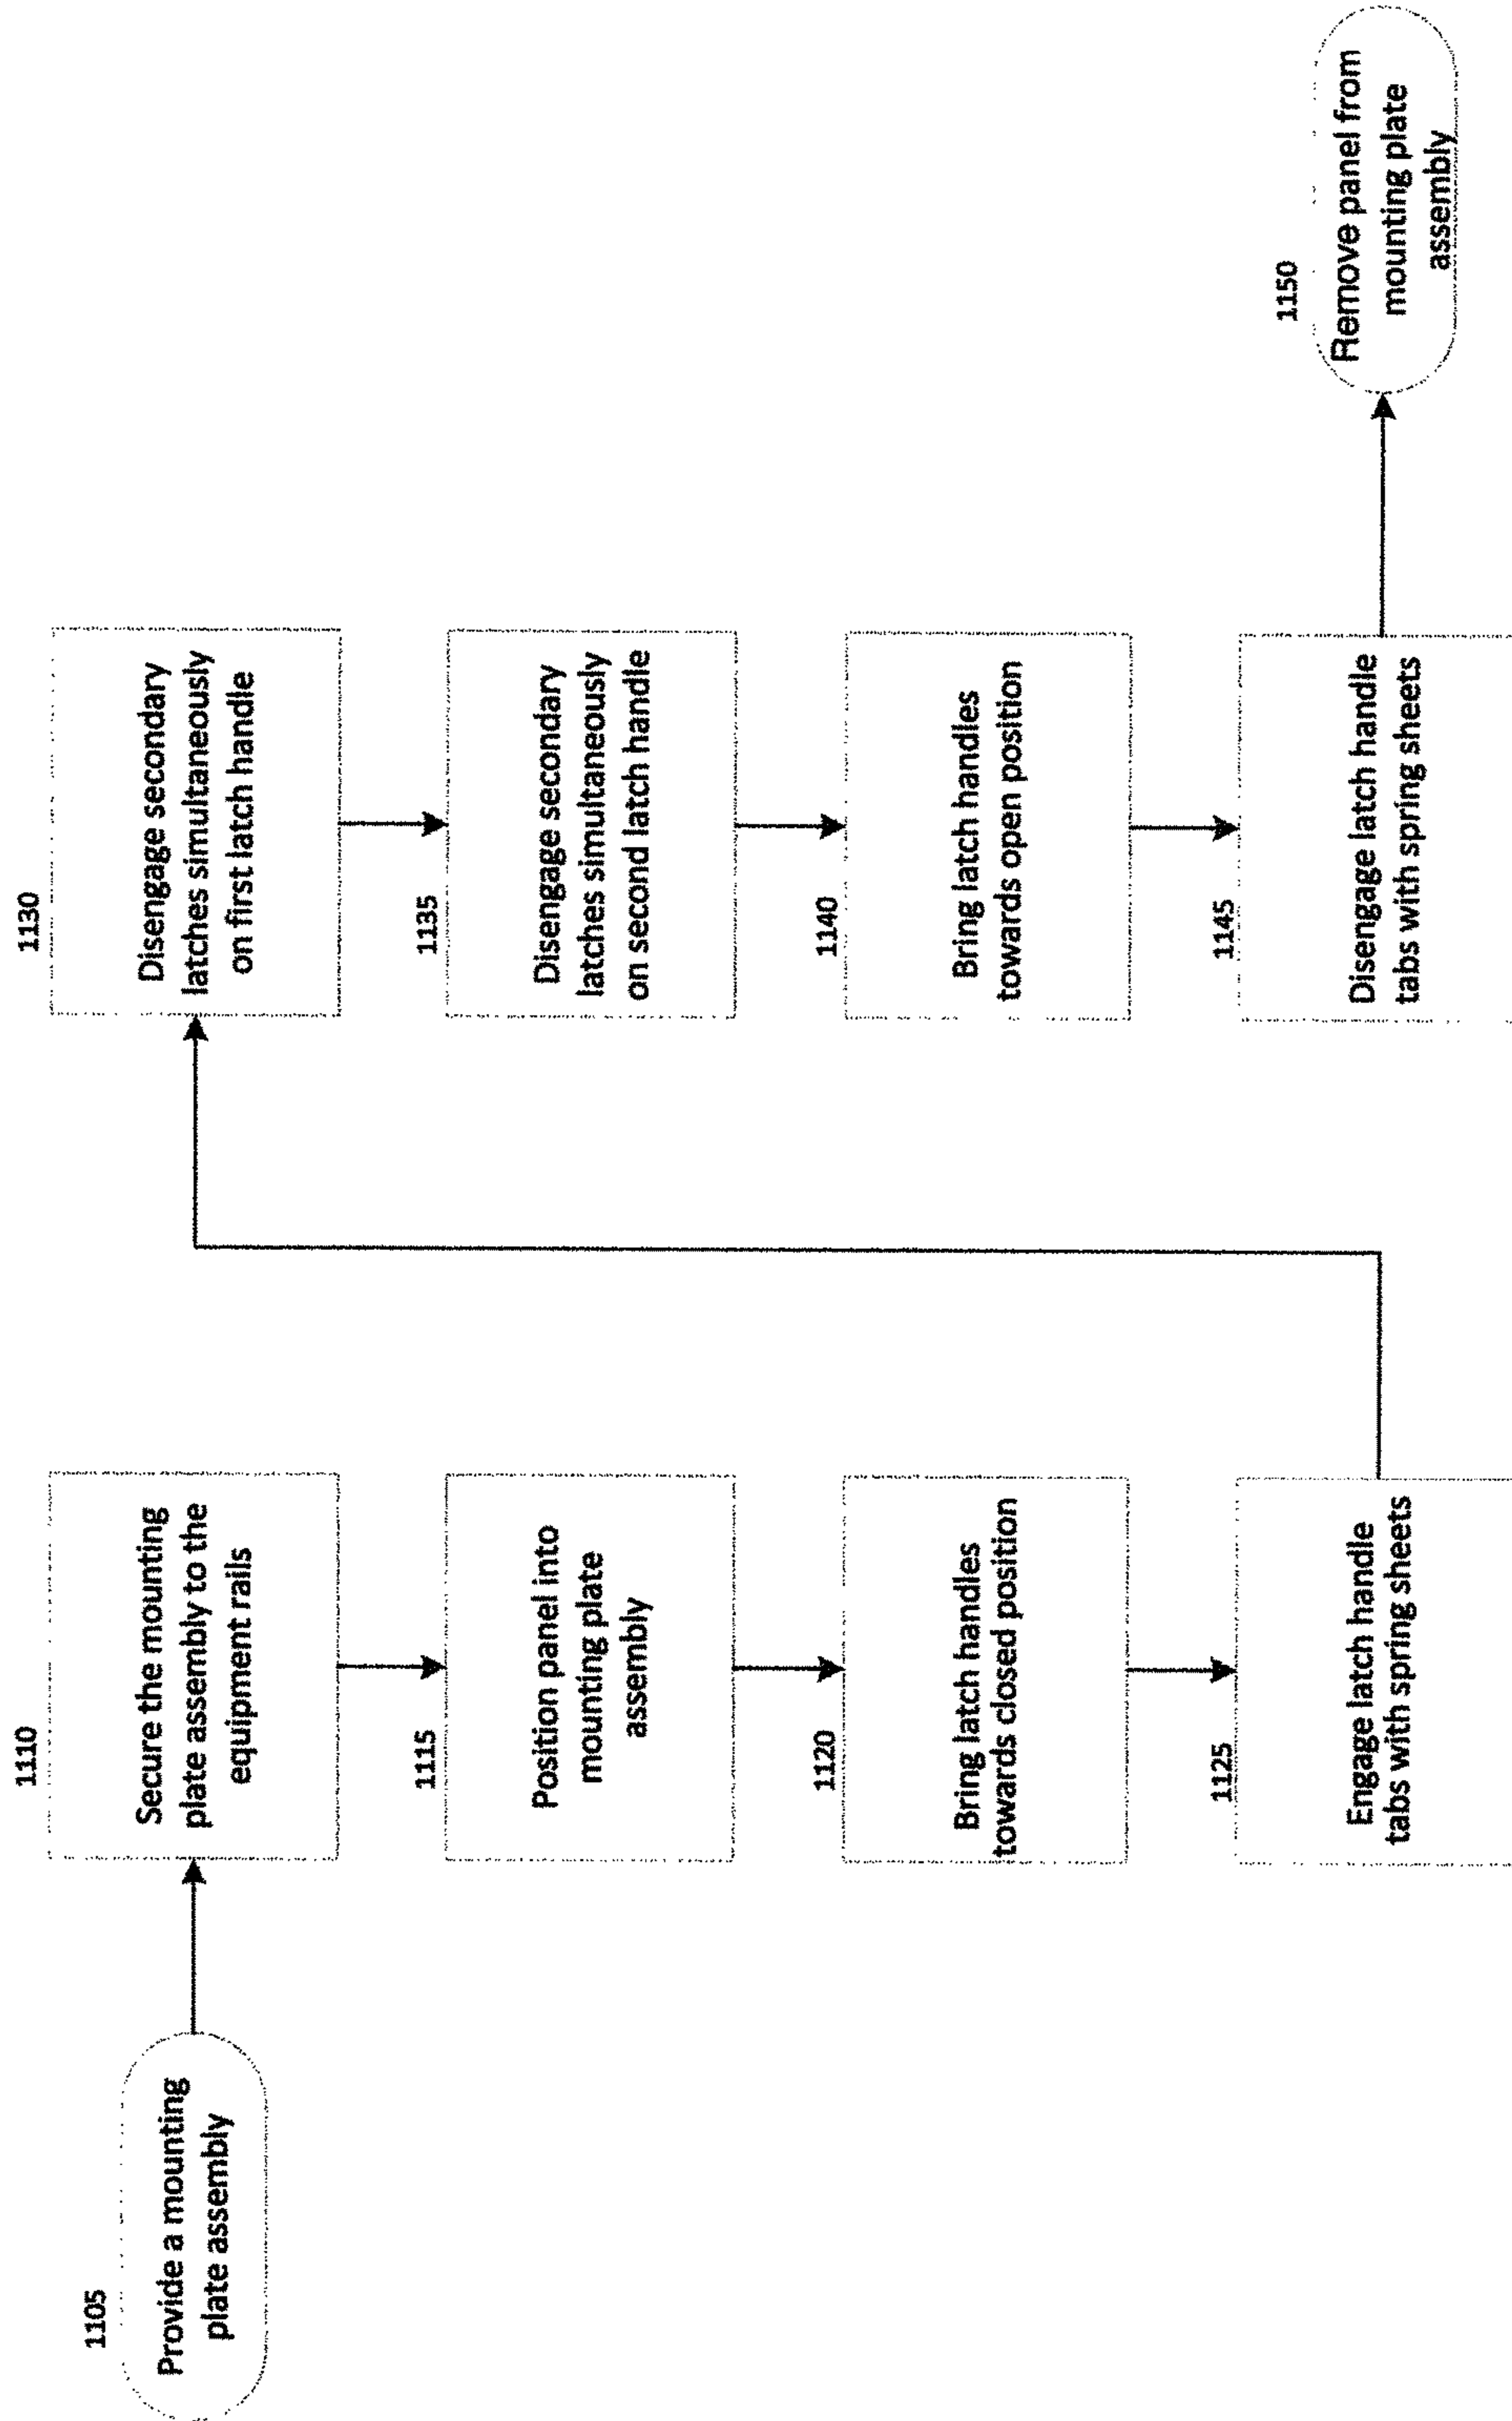 1105
Provide a mounting
plate assembly
1110
Secure the mounting
plate assembly to the
equipment rails
1115
Position panel into
mounting plate
assembly
1120
Bring latch handles
towards closed position
1125
Engage latch handle
tabs with spring sheets
1130
Disengage secondary
latches simultaneously
on first latch handle
1135
Disengage secondary
latches simultaneously
on second latch handle
1140
Bring latch handles
towards open position
1145
Disengage latch handle
tabs with spring sheets
1150
Remove panel from
mounting plate
assembly